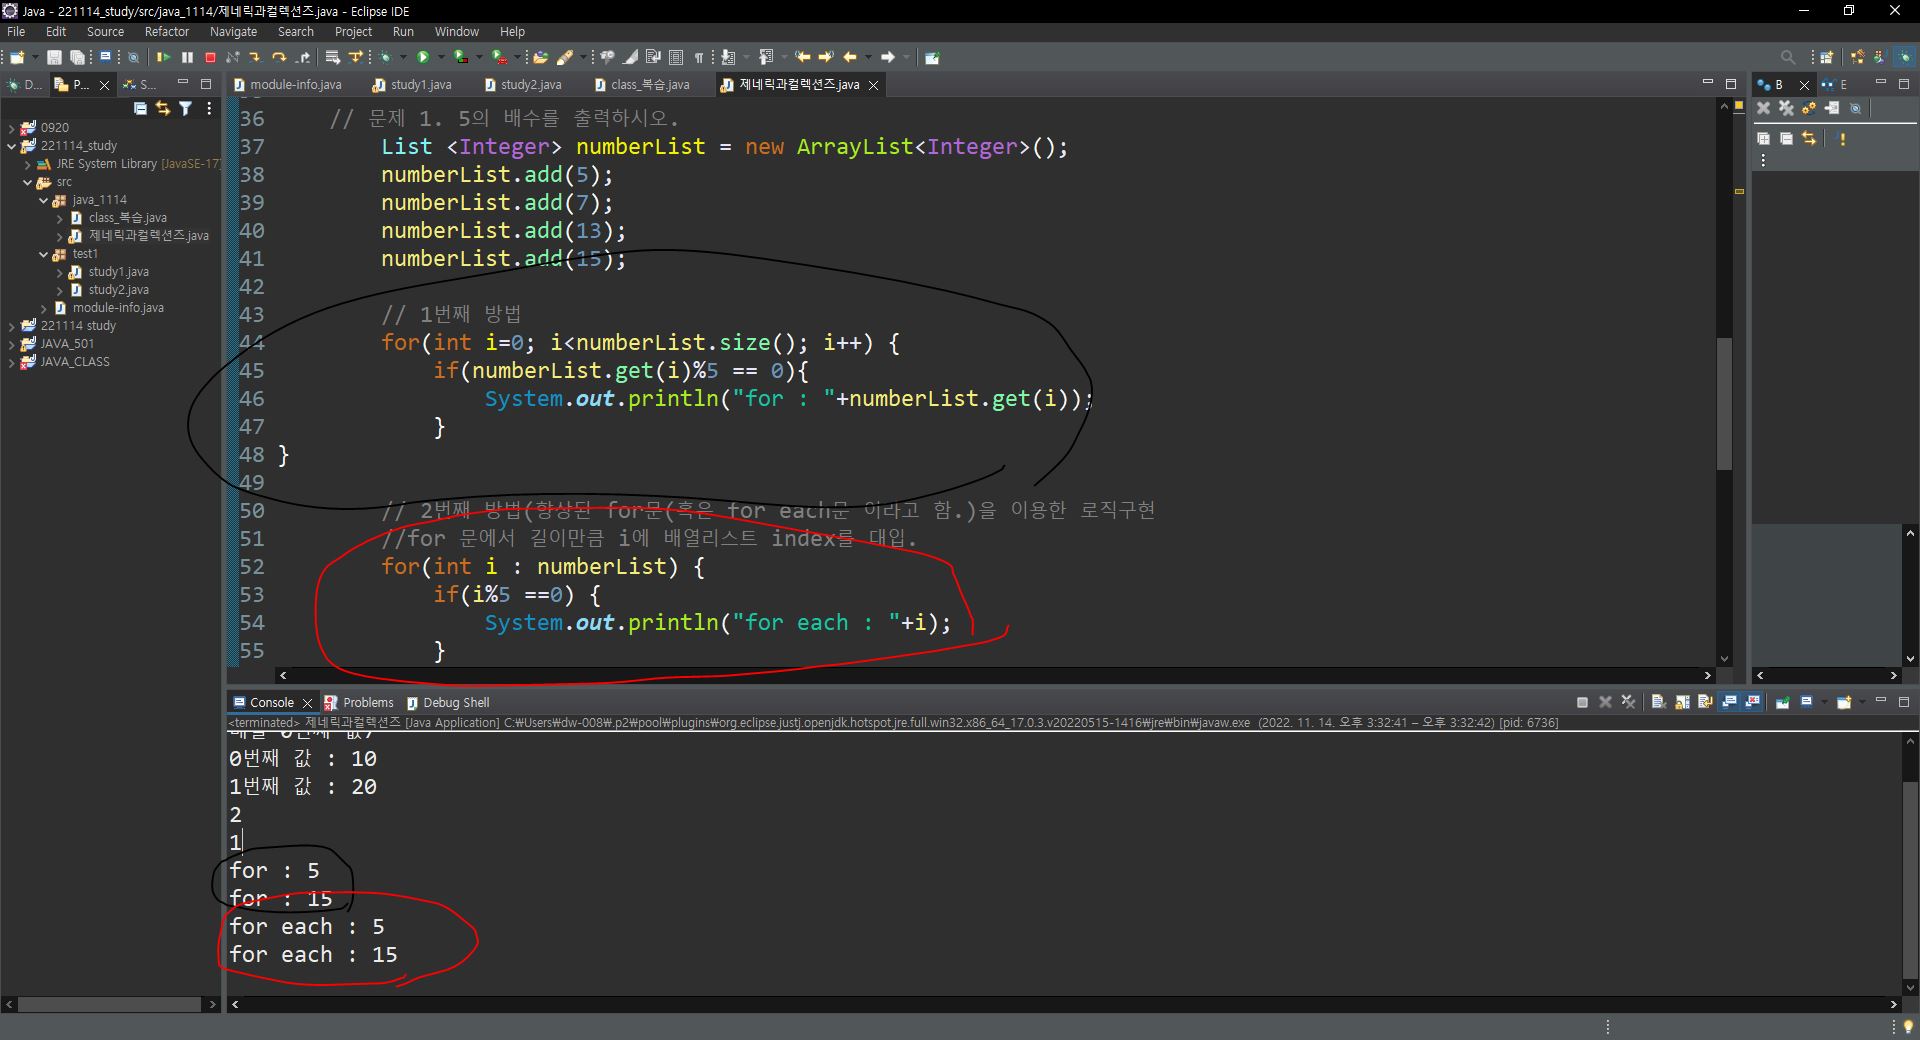 Java - 221114_study/src/java_1114/제네릭과컬렉션즈.java - Eclipse IDE
File Edit Source Refactor Navigate Search Project Run Window Help
D... P... S...
module-info.java study1.java study2.java class_복습.java 제네릭과컬렉션즈.java
B E
0920
221114_study
JRE System Library [JavaSE-17]
src
java_1114
class_복습.java
제네릭과컬렉션즈.java
test1
study1.java
study2.java
module-info.java
221114 study
JAVA_501
JAVA_CLASS
36 // 문제 1. 5의 배수를 출력하시오.
37 List <Integer> numberList = new ArrayList<Integer>();
38 numberList.add(5);
39 numberList.add(7);
40 numberList.add(13);
41 numberList.add(15);
42
43 // 1번째 방법
44 for(int i=0; i<numberList.size(); i++) {
45 if(numberList.get(i)%5 == 0){
46 System.out.println("for : "+numberList.get(i));
47 }
48 }
49
50 // 2번째 방법(향상된 for문(혹은 for each문 이라고 함.)을 이용한 로직구현
51 //for 문에서 길이만큼 i에 배열리스트 index를 대입.
52 for(int i : numberList) {
53 if(i%5 ==0) {
54 System.out.println("for each : "+i);
55 }
Console Problems Debug Shell
<terminated> 제네릭과컬렉션즈 [Java Application] C:₩Users₩dw-008₩.p2₩pool₩plugins₩org.eclipse.justj.openjdk.hotspot.jre.full.win32.x86_64_17.0.3.v20220515-1416₩jre₩bin₩javaw.exe (2022. 11. 14. 오후 3:32:41 – 오후 3:32:42) [pid: 6736]
0번째 값 : 10
1번째 값 : 20
2
1
for : 5
for : 15
for each : 5
for each : 15